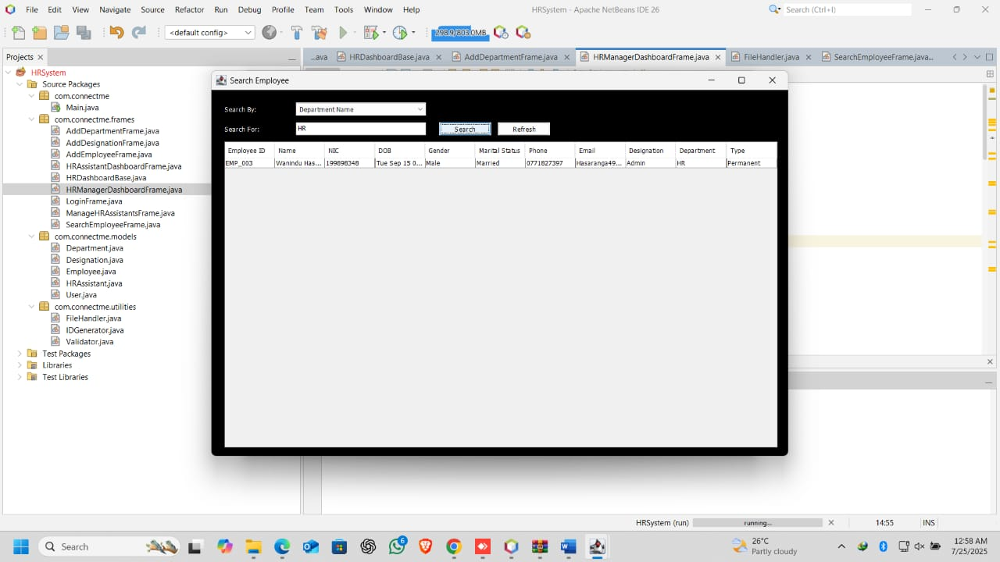 File Edit View Navigate Source Refactor Run Debug Profile Team Tools Window Help
HRSystem - Apache NetBeans IDE 26
Search (Ctrl+I)
<default config>
298.9/803.0MB
Projects
...ava HRDashboardBase.java AddDepartmentFrame.java HRManagerDashboardFrame.java FileHandler.java SearchEmployeeFrame.java...
HRSystem
Source Packages
com.connectme
Main.java
com.connectme.frames
AddDepartmentFrame.java
AddDesignationFrame.java
AddEmployeeFrame.java
HRAssistantDashboardFrame.java
HRDashboardBase.java
HRManagerDashboardFrame.java
LoginFrame.java
ManageHRAssistantsFrame.java
SearchEmployeeFrame.java
com.connectme.models
Department.java
Designation.java
Employee.java
HRAssistant.java
User.java
com.connectme.utilities
FileHandler.java
IDGenerator.java
Validator.java
Test Packages
Libraries
Test Libraries
Search Employee
Search By: Department Name
Search For: HR Search Refresh
Employee ID Name NIC DOB Gender Marital Status Phone Email Designation Department Type
EMP_003 Wanindu Has... 199898348 Tue Sep 15 0... Male Married 0771827397 Hasaranga49... Admin HR Permanent
HRSystem (run) running... 14:55 INS
Search
6
26°C
Partly cloudy
12:58 AM
7/25/2025